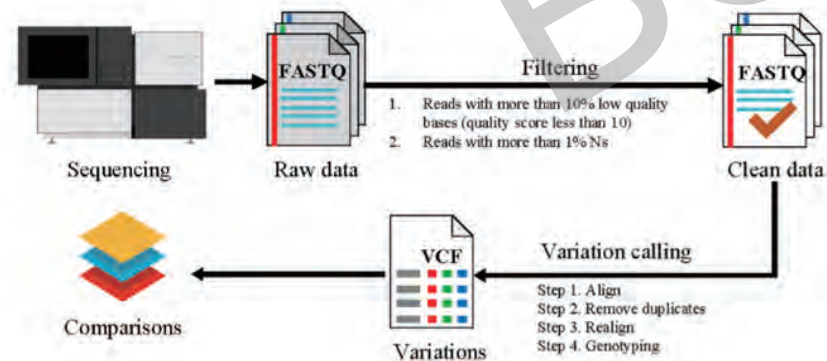 FASTQ
Filtering
FASTQ
1. Reads with more than 10% low quality
bases (quality score less than 10)
2. Reads with more than 1% Ns
Sequencing
Raw data
Clean data
VCF
Variation calling
Step 1. Align
Step 2. Remove duplicates
Step 3. Realign
Step 4. Genotyping
Comparisons
Variations